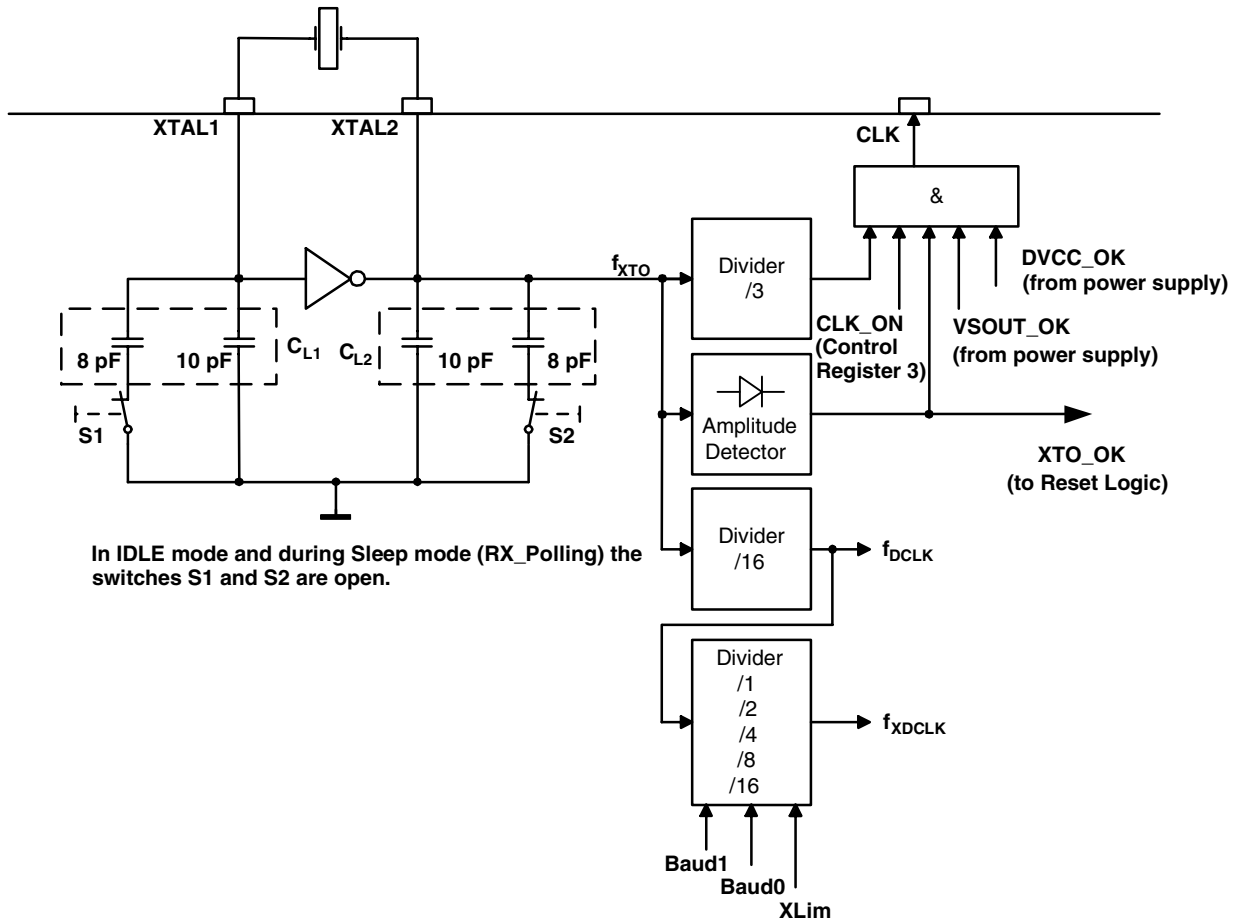 XTAL1
XTAL2
CLK
&
DVCC_OK
(from power supply)
fXTO
Divider
/3
CLK_ON
(Control
Register 3)
VSOUT_OK
(from power supply)
8 pF
10 pF
CL1
CL2
10 pF
8 pF
S1
S2
Amplitude
Detector
XTO_OK
(to Reset Logic)
In IDLE mode and during Sleep mode (RX_Polling) the
switches S1 and S2 are open.
Divider
/16
fDCLK
Divider
/1
/2
/4
/8
/16
fXDCLK
Baud1
Baud0
XLim